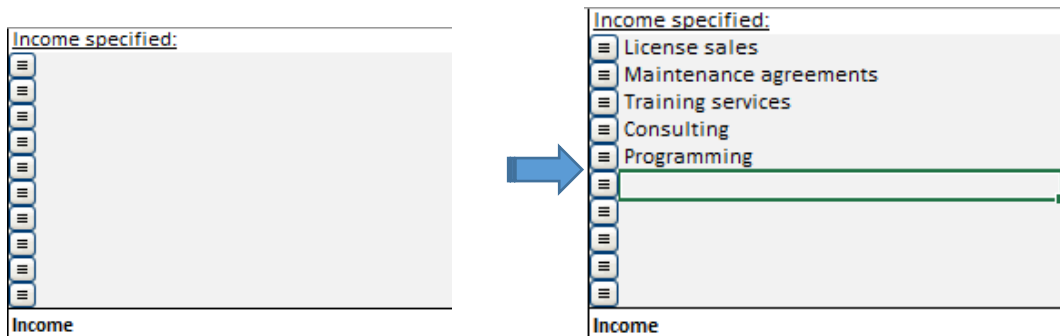 Income specified:
Income
Income specified:
License sales
Maintenance agreements
Training services
Consulting
Programming
Income